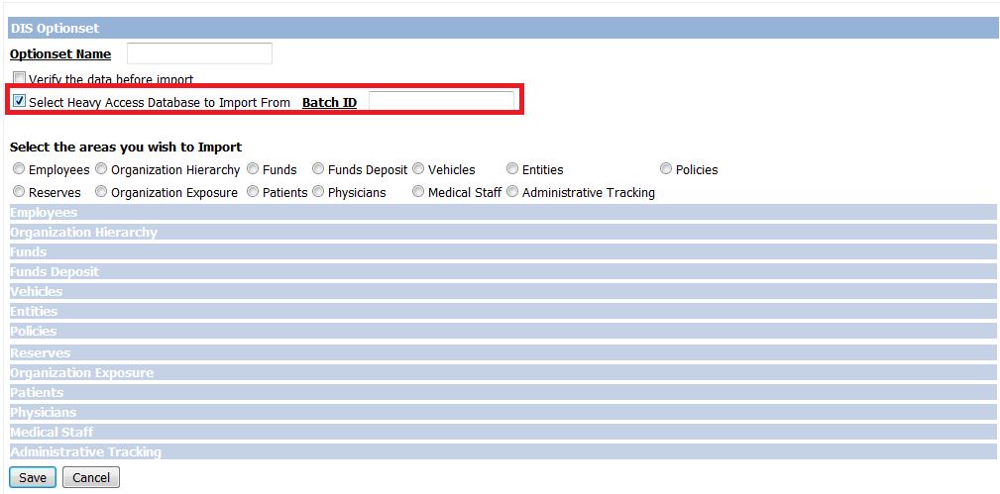 DIS Optionset
Optionset Name
Verify the data before import
Select Heavy Access Database to Import From Batch ID
Select the areas you wish to Import
Employees Organization Hierarchy Funds Funds Deposit Vehicles Entities Policies
Reserves Organization Exposure Patients Physicians Medical Staff Administrative Tracking
Employees
Organization Hierarchy
Funds
Funds Deposit
Vehicles
Entities
Policies
Reserves
Organization Exposure
Patients
Physicians
Medical Staff
Administrative Tracking
Save Cancel